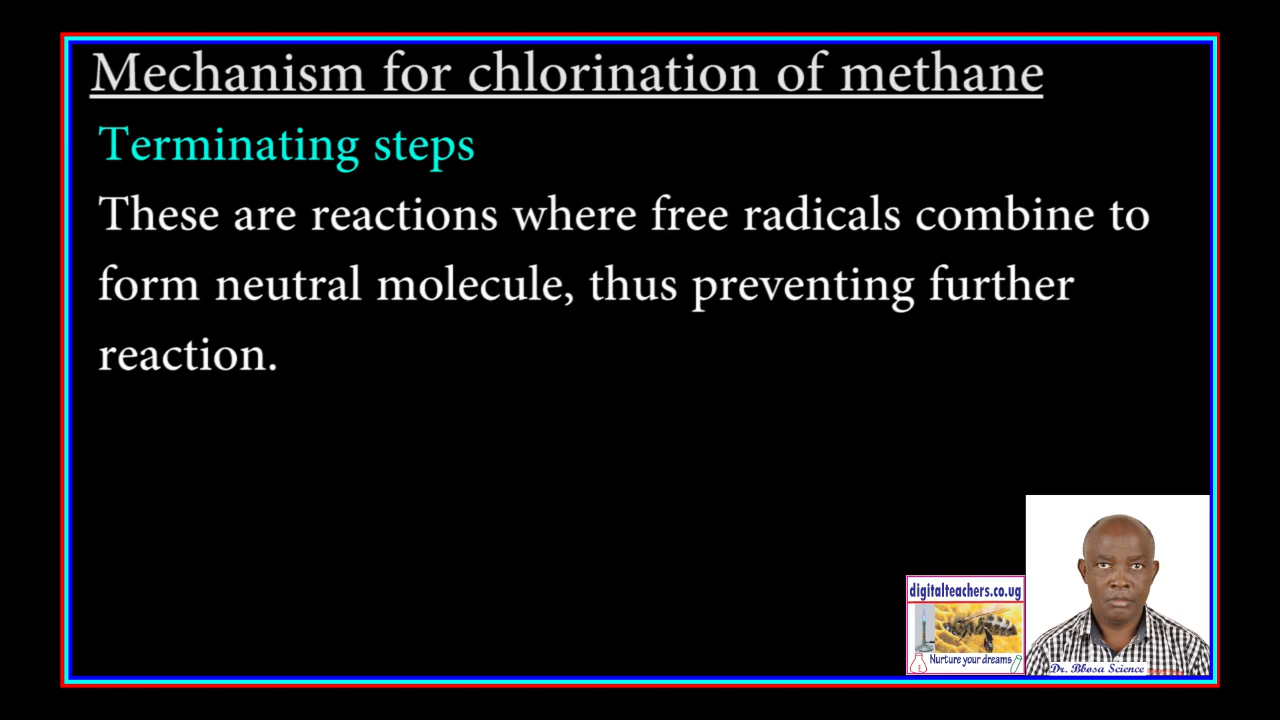 Mechanism for chlorination of methane
Terminating steps
These are reactions where free radicals combine to
form neutral molecule, thus preventing further
reaction.
digitalteachers.co.ug
Nurture your dreams
Dr. Bbosa Science